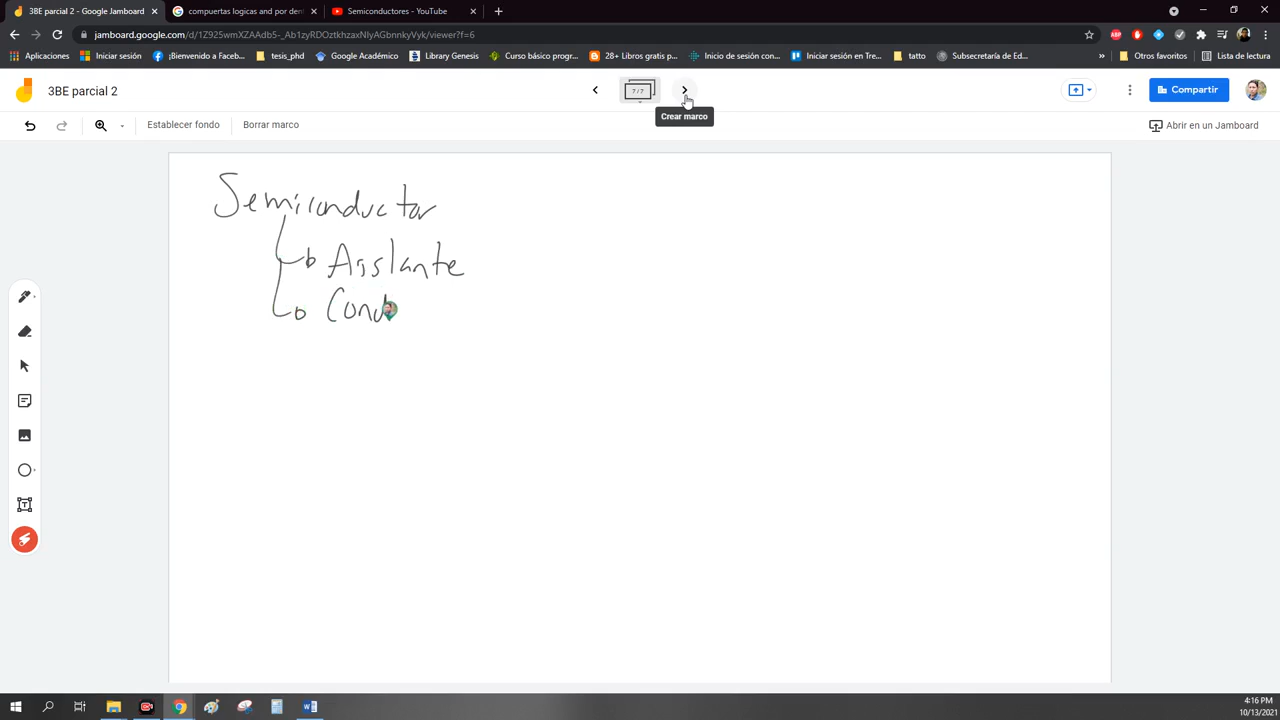 3BE parcial 2 - Google Jamboard
compuertas logicas and por den
Semiconductores - YouTube
jamboard.google.com/d/1Z925wmXZAAdb5-_Ab1zyRDOztkhzaxNIyAGbnnkyVyk/viewer?f=6
Aplicaciones
Iniciar sesión
¡Bienvenido a Facebo...
tesis_phd
Google Académico
Library Genesis
Curso básico progr...
28+ Libros gratis p...
Inicio de sesión con...
Iniciar sesión en Tre...
tatto
Subsecretaría de Ed...
»
Otros favoritos
Lista de lectura
3BE parcial 2
7 / 7
Compartir
Crear marco
Establecer fondo
Borrar marco
Abrir en un Jamboard
Semiconductor
Aislante
Cond
4:16 PM
10/13/2021